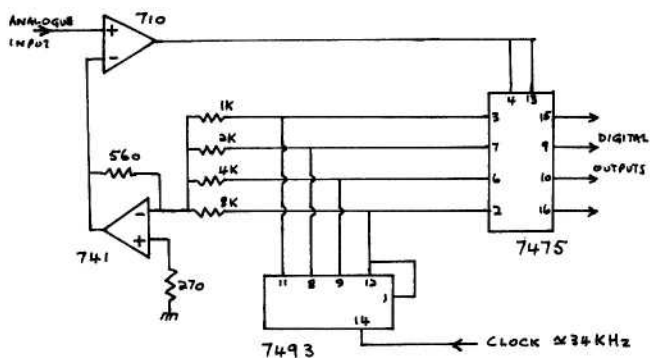 ANALOGUE
INPUT
+
-
710
4 13
1K
3
15
DIGITAL
2K
7
9
560
4K
6
10
OUTPUTS
8K
2
16
-
+
741
7475
270
11 8 9 12
1
14
7493
CLOCK ≈34KHZ